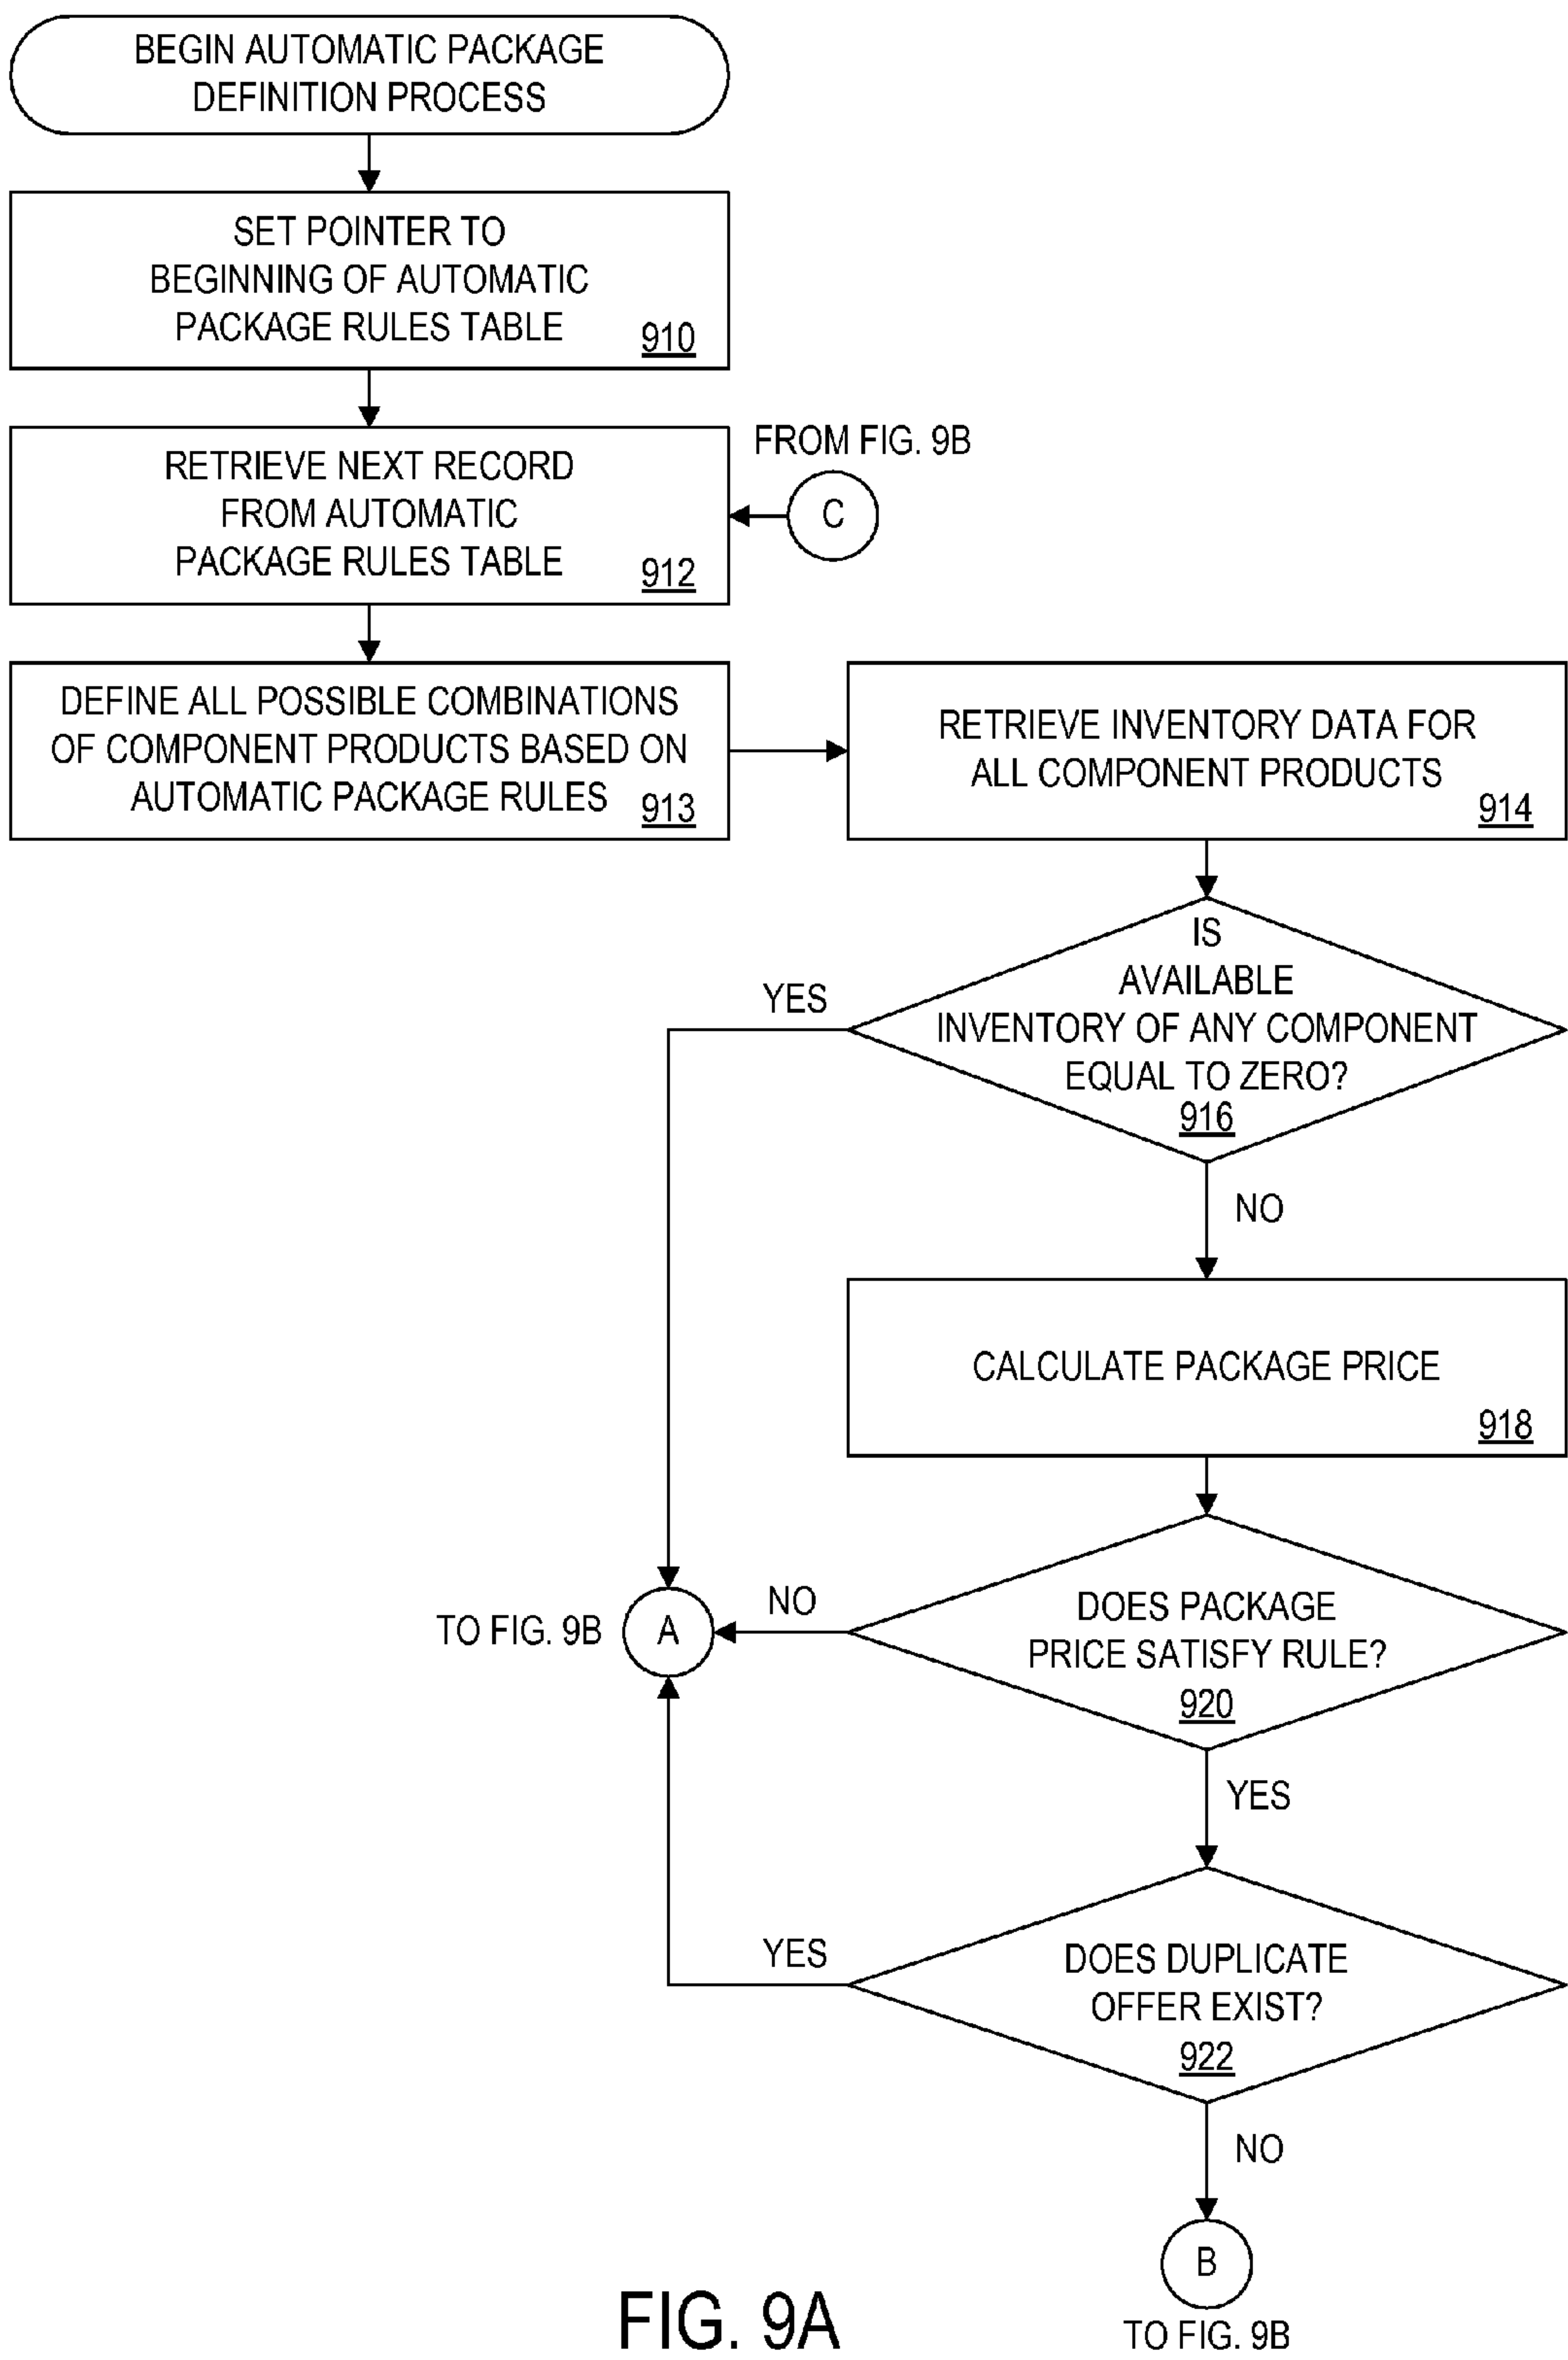 BEGIN AUTOMATIC PACKAGE
DEFINITION PROCESS
SET POINTER TO
BEGINNING OF AUTOMATIC
PACKAGE RULES TABLE
910
FROM FIG. 9B
C
RETRIEVE NEXT RECORD
FROM AUTOMATIC
PACKAGE RULES TABLE
912
DEFINE ALL POSSIBLE COMBINATIONS
OF COMPONENT PRODUCTS BASED ON
AUTOMATIC PACKAGE RULES
913
RETRIEVE INVENTORY DATA FOR
ALL COMPONENT PRODUCTS
914
IS
AVAILABLE
INVENTORY OF ANY COMPONENT
EQUAL TO ZERO?
916
YES
NO
CALCULATE PACKAGE PRICE
918
DOES PACKAGE
PRICE SATISFY RULE?
920
NO
TO FIG. 9B
A
YES
DOES DUPLICATE
OFFER EXIST?
922
YES
NO
B
TO FIG. 9B
FIG. 9A